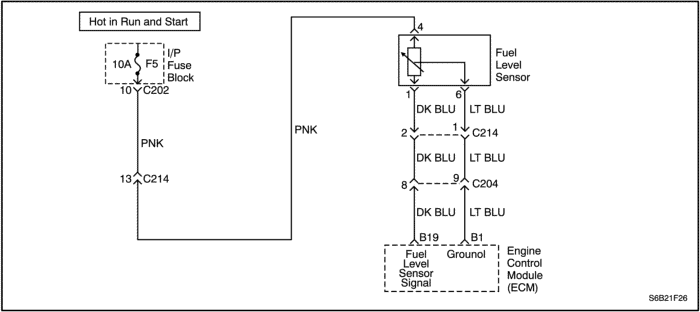 Hot in Run and Start
10A F5
I/P
Fuse
Block
10 C202
PNK
13 C214
PNK
4
Fuel
Level
Sensor
1 6
DK BLU LT BLU
2 1 C214
DK BLU LT BLU
8 9 C204
DK BLU LT BLU
B19 B1
Fuel
Level
Sensor
Signal
Grounol
Engine
Control
Module
(ECM)
S6B21F26